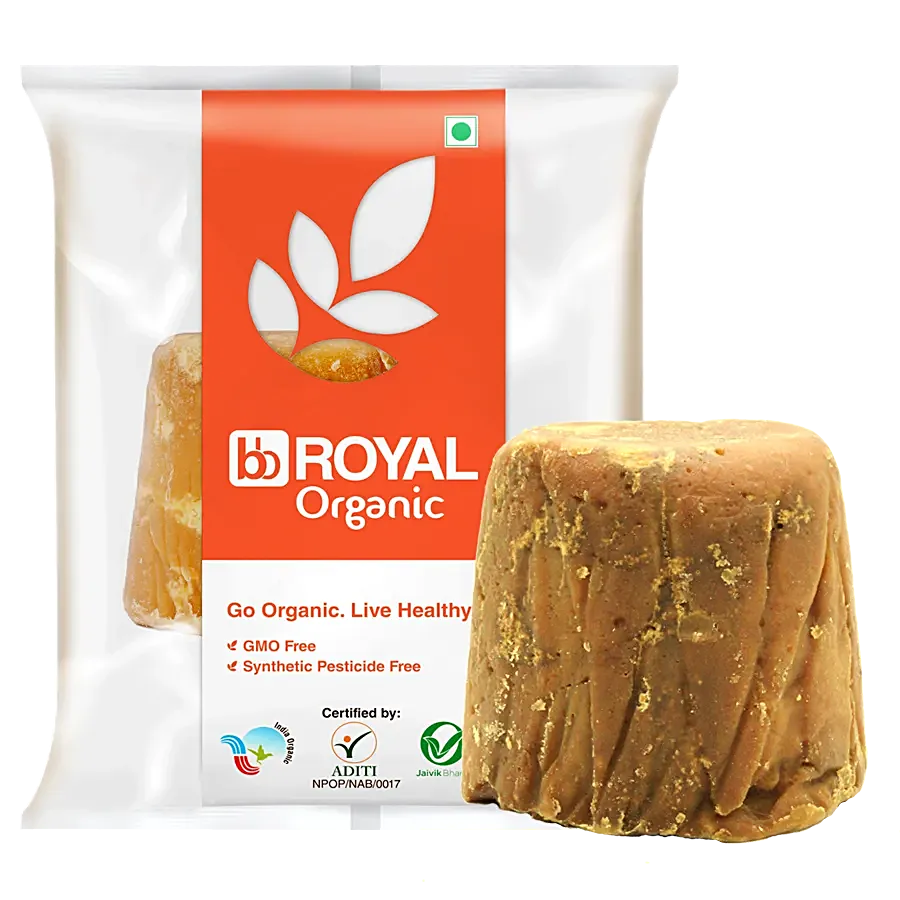 bb ROYAL
Organic
Go Organic. Live Healthy
GMO Free
Synthetic Pesticide Free
Certified by:
India Organic
ADITI
NPOP/NAB/0017
Jaivik Bha